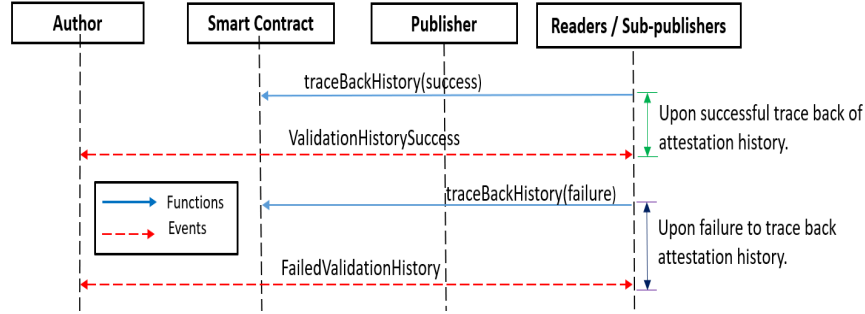 Author
Smart Contract
Publisher
Readers / Sub-publishers
traceBackHistory(success)
Upon successful trace back of
attestation history.
ValidationHistorySuccess
traceBackHistory(failure)
Functions
Events
Upon failure to trace back
attestation history.
FailedValidationHistory